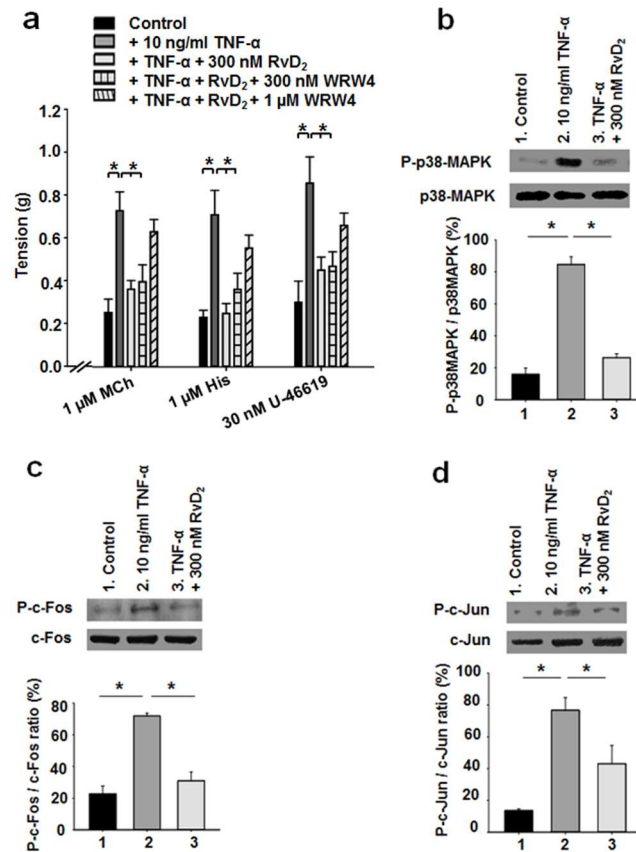 a
Control
+ 10 ng/ml TNF-α
+ TNF-α + 300 nM RvD₂
+ TNF-α + RvD₂ + 300 nM WRW4
+ TNF-α + RvD₂ + 1 µM WRW4
Tension (g)
1.2
1.0
0.8
0.6
0.4
0.2
0.0
* *
* *
* *
1 µM MCh
1 µM His
30 nM U-46619
b
1. Control
2. 10 ng/ml TNF-α
3. TNF-α
+ 300 nM RvD₂
P-p38-MAPK
p38-MAPK
P-p38MAPK / p38MAPK (%)
100
80
60
40
20
0
* *
1 2 3
c
1. Control
2. 10 ng/ml TNF-α
3. TNF-α
+ 300 nM RvD₂
P-c-Fos
c-Fos
P-c-Fos / c-Fos ratio (%)
80
60
40
20
0
* *
1 2 3
d
1. Control
2. 10 ng/ml TNF-α
3. TNF-α
+ 300 nM RvD₂
P-c-Jun
c-Jun
P-c-Jun / c-Jun ratio (%)
100
80
60
40
20
0
* *
1 2 3